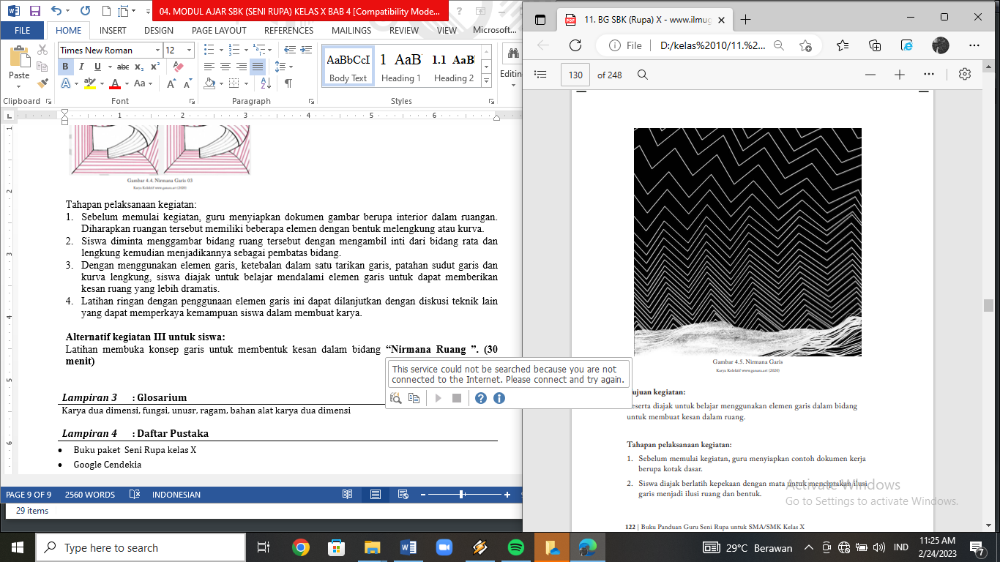 04. MODUL AJAR SBK (SENI RUPA) KELAS X BAB 4 [Compatibility Mode...
FILE HOME INSERT DESIGN PAGE LAYOUT REFERENCES MAILINGS REVIEW VIEW Microsoft...
Times New Roman 12
Paste
B I U abc X₂ X²
A ab A Aa A A
Clipboard Font Paragraph Styles
AaBbCcI 1 AaB 1.1 AaB
Body Text Heading 1 Heading 2
Editin
1 2 3 4 5 6
Gambar 4.4. Nirmana Garis 03
Karya Kolektif www.ganara.art (2020)
Tahapan pelaksanaan kegiatan:
1. Sebelum memulai kegiatan, guru menyiapkan dokumen gambar berupa interior dalam ruangan.
Diharapkan ruangan tersebut memiliki beberapa elemen dengan bentuk melengkung atau kurva.
2. Siswa diminta menggambar bidang ruang tersebut dengan mengambil inti dari bidang rata dan
lengkung kemudian menjadikannya sebagai pembatas bidang.
3. Dengan menggunakan elemen garis, ketebalan dalam satu tarikan garis, patahan sudut garis dan
kurva lengkung, siswa diajak untuk belajar mendalami elemen garis untuk dapat memberikan
kesan ruang yang lebih dramatis.
4. Latihan ringan dengan penggunaan elemen garis ini dapat dilanjutkan dengan diskusi teknik lain
yang dapat memperkaya kemampuan siswa dalam membuat karya.
Alternatif kegiatan III untuk siswa:
Latihan membuka konsep garis untuk membentuk kesan dalam bidang “Nirmana Ruang ”. (30
menit)
This service could not be searched because you are not
connected to the Internet. Please connect and try again.
Lampiran 3 : Glosarium
Karya dua dimensi, fungsi, unusr, ragam, bahan alat karya dua dimensi
Lampiran 4 : Daftar Pustaka
• Buku paket Seni Rupa kelas X
• Google Cendekia
PAGE 9 OF 9 2560 WORDS INDONESIAN
29 items
11. BG SBK (Rupa) X - www.ilmug
File D:/kelas%2010/11.%2...
130 of 248
Gambar 4.5. Nirmana Garis
Karya Kolektif www.ganara.art (2020)
ujuan kegiatan:
eserta diajak untuk belajar menggunakan elemen garis dalam bidang
untuk membuat kesan dalam ruang.
Tahapan pelaksanaan kegiatan:
1. Sebelum memulai kegiatan, guru menyiapkan contoh dokumen kerja
berupa kotak dasar.
2. Siswa diajak berlatih kepekaan dengan mata untuk menciprakan ilusi
garis menjadi ilusi ruang dan bentuk.
Activate Windows
Go to Settings to activate Windows.
122 | Buku Panduan Guru Seni Rupa untuk SMA/SMK Kelas X
Type here to search
29°C Berawan IND 11:25 AM
2/24/2023 7